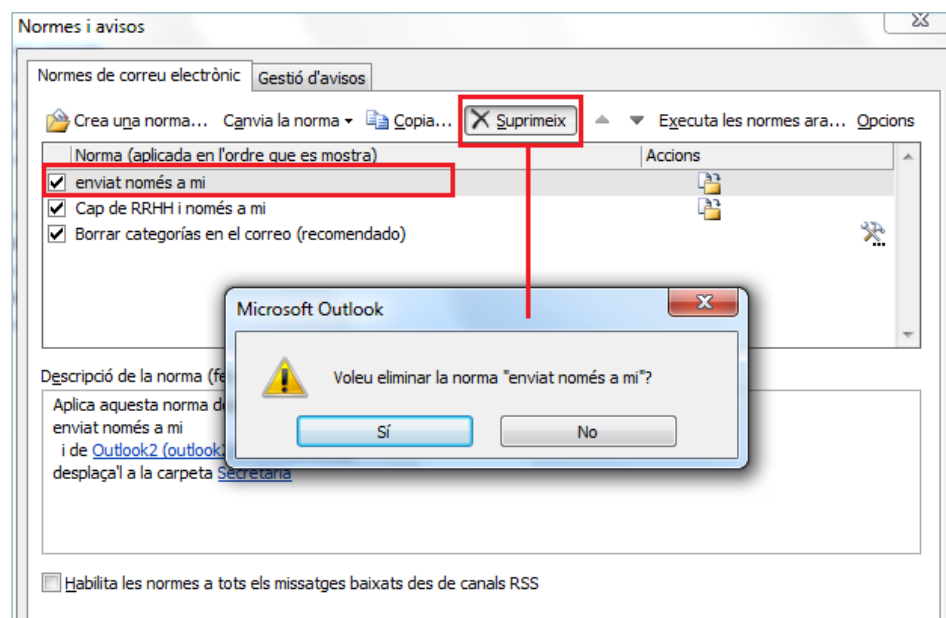 Normes i avisos
Normes de correu electrònic Gestió d'avisos
Crea una norma... Canvia la norma Copia... Suprimeix Executa les normes ara... Opcions
Norma (aplicada en l'ordre que es mostra) Accions
enviat només a mi
Cap de RRHH i només a mi
Borrar categorías en el correo (recomendado)
Microsoft Outlook
Voleu eliminar la norma "enviat només a mi"?
Sí No
Descripció de la norma (fe
Aplica aquesta norma d
enviat només a mi
i de Outlook2 (outlook
desplaça'l a la carpeta Secretaria
Habilita les normes a tots els missatges baixats des de canals RSS